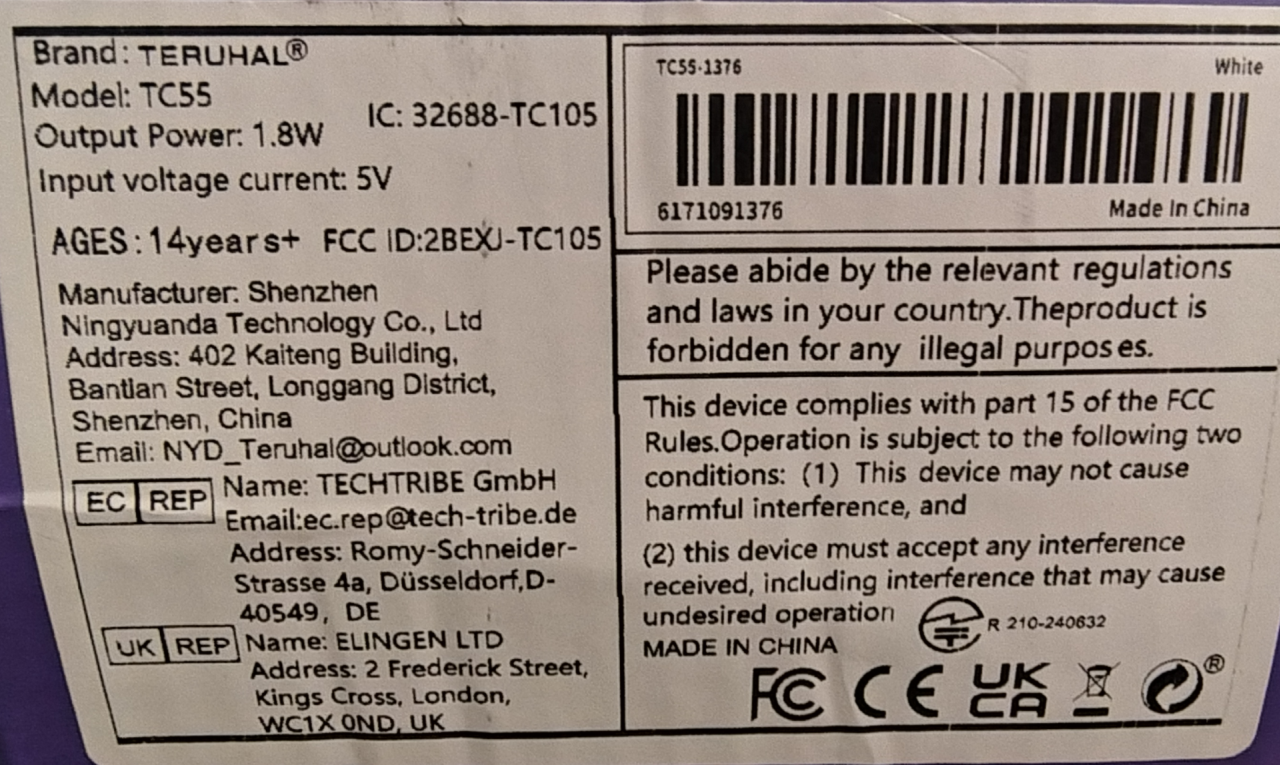 Brand: TERUHAL®
Model: TC55
IC: 32688-TC105
Output Power: 1.8W
Input voltage current: 5V
AGES: 14years+ FCC ID:2BEXJ-TC105
Manufacturer: Shenzhen
Ningyuanda Technology Co., Ltd
Address: 402 Kaiteng Building,
Bantian Street, Longgang District,
Shenzhen, China
Email: NYD_Teruhal@outlook.com
EC REP
Name: TECHTRIBE GmbH
Email:ec.rep@tech-tribe.de
Address: Romy-Schneider-
Strasse 4a, Düsseldorf,D-
40549, DE
UK REP
Name: ELINGEN LTD
Address: 2 Frederick Street,
Kings Cross, London,
WC1X 0ND, UK
TC55-1376 White
6171091376 Made In China
Please abide by the relevant regulations
and laws in your country.Theproduct is
forbidden for any illegal purposes.
This device complies with part 15 of the FCC
Rules.Operation is subject to the following two
conditions: (1) This device may not cause
harmful interference, and
(2) this device must accept any interference
received, including interference that may cause
undesired operation
R 210-240632
MADE IN CHINA
FC CE UK CA ®